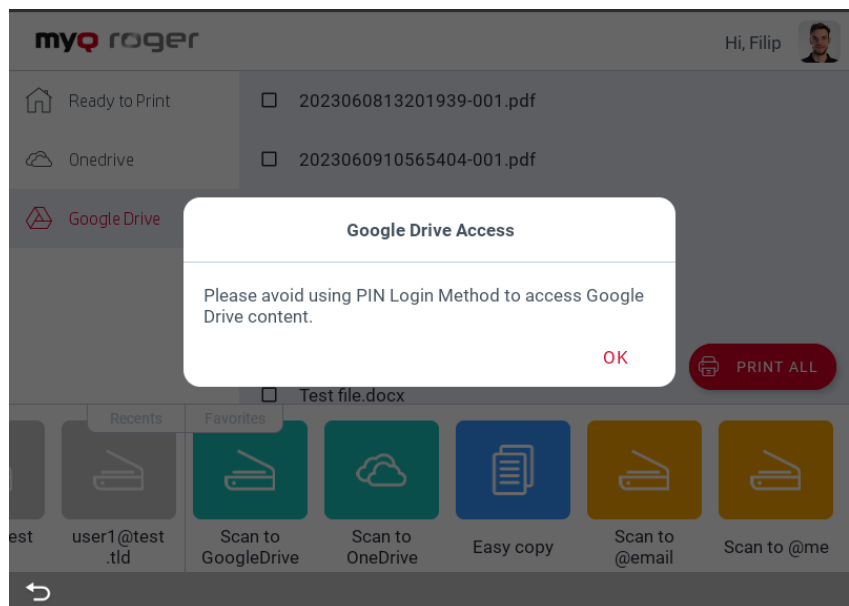 myQ roger
Hi, Filip
Ready to Print
2023060813201939-001.pdf
Onedrive
2023060910565404-001.pdf
Google Drive
Google Drive Access
Please avoid using PIN Login Method to access Google
Drive content.
OK
PRINT ALL
Test file.docx
Recents
Favorites
est
user1@test
.tld
Scan to
GoogleDrive
Scan to
OneDrive
Easy copy
Scan to
@email
Scan to @me